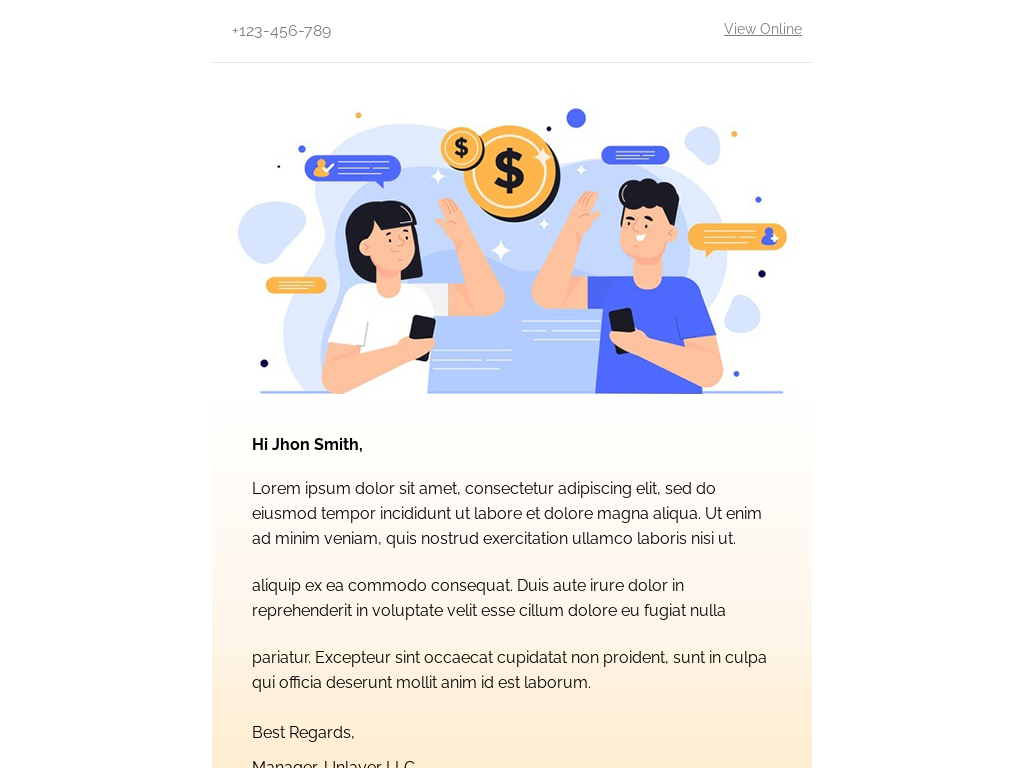 +123-456-789
View Online
$
$
Hi Jhon Smith,
Lorem ipsum dolor sit amet, consectetur adipiscing elit, sed do
eiusmod tempor incididunt ut labore et dolore magna aliqua. Ut enim
ad minim veniam, quis nostrud exercitation ullamco laboris nisi ut.
aliquip ex ea commodo consequat. Duis aute irure dolor in
reprehenderit in voluptate velit esse cillum dolore eu fugiat nulla
pariatur. Excepteur sint occaecat cupidatat non proident, sunt in culpa
qui officia deserunt mollit anim id est laborum.
Best Regards,
Manager, Unlayer LLC